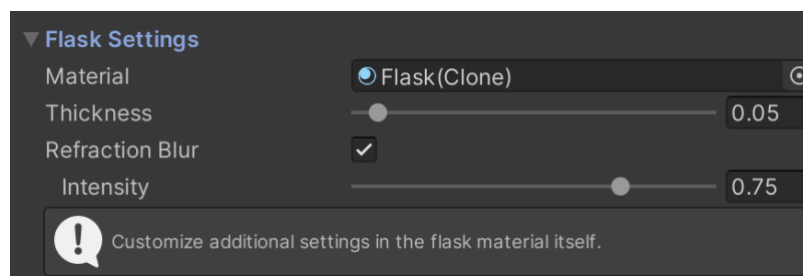 Flask Settings
Material Flask(Clone)
Thickness 0.05
Refraction Blur
Intensity 0.75
Customize additional settings in the flask material itself.